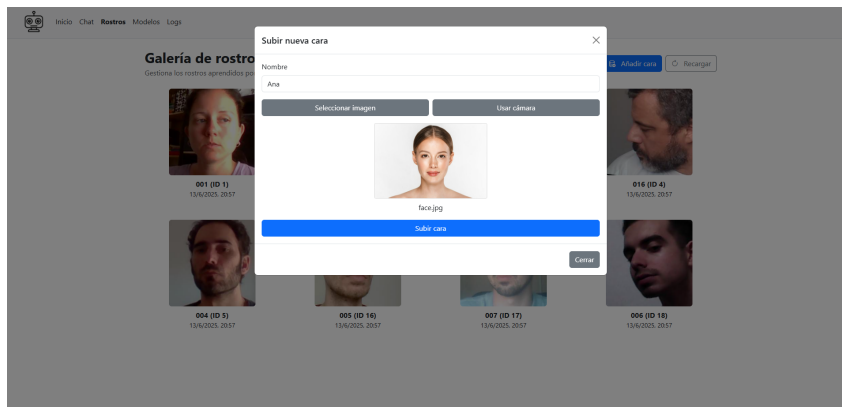 Inicio Chat Rostros Modelos Logs
Subir nueva cara
Galería de rostro
Gestiona los rostros aprendidos po
Nombre
Ana
Añadir cara Recargar
Seleccionar imagen Usar cámara
face.jpg
001 (ID 1) 016 (ID 4)
13/6/2025, 20:57 13/6/2025, 20:57
Subir cara
Cerrar
004 (ID 5) 005 (ID 16) 007 (ID 17) 006 (ID 18)
13/6/2025, 20:57 13/6/2025, 20:57 13/6/2025, 20:57 13/6/2025, 20:57